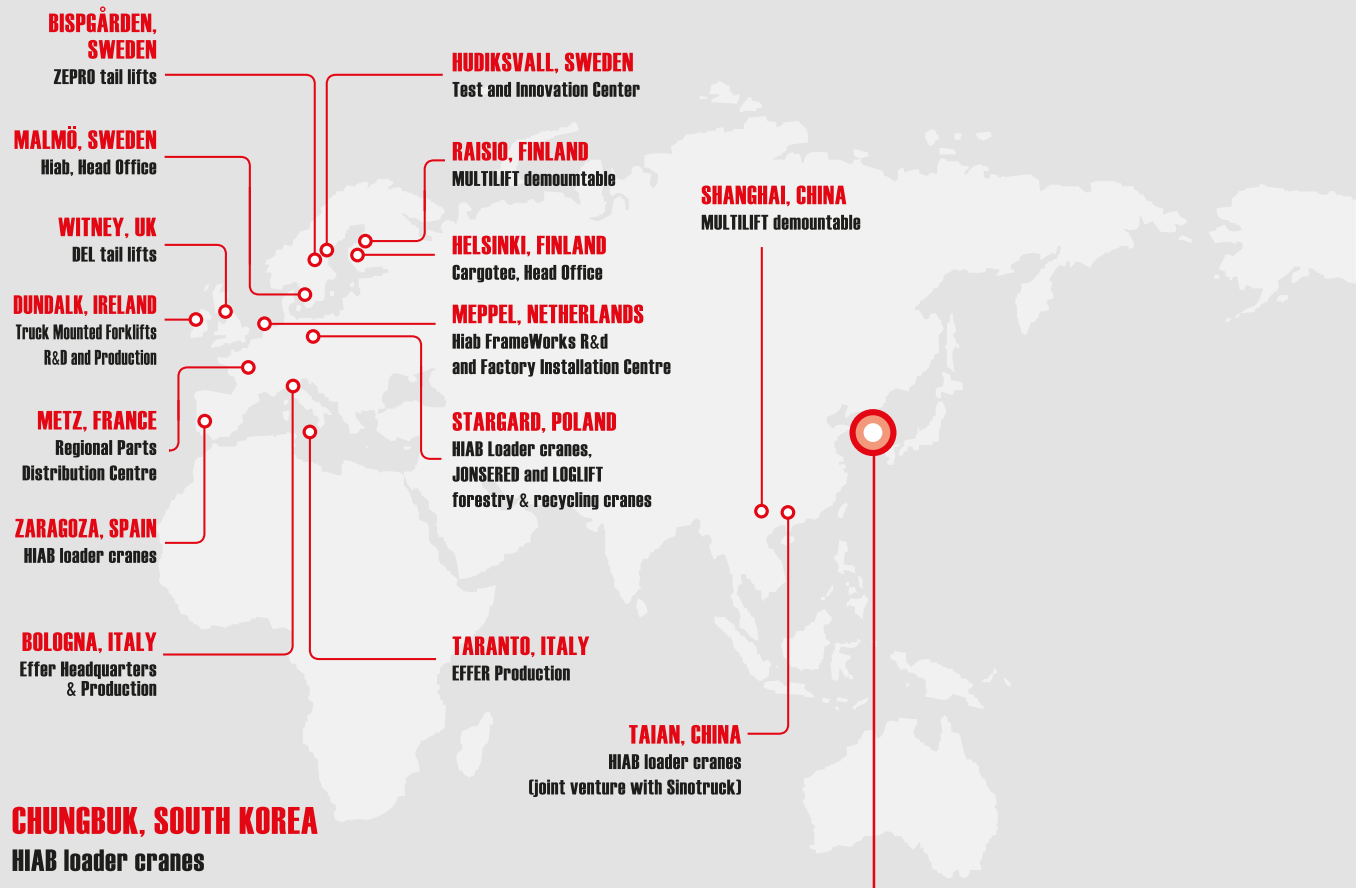 BISPGÅRDEN,
SWEDEN
ZEPRO tail lifts
MALMÖ, SWEDEN
Hiab, Head Office
WITNEY, UK
DEL tail lifts
DUNDALK, IRELAND
Truck Mounted Forklifts
R&D and Production
METZ, FRANCE
Regional Parts
Distribution Centre
ZARAGOZA, SPAIN
HIAB loader cranes
BOLOGNA, ITALY
Effer Headquarters
& Production
HUDIKSVALL, SWEDEN
Test and Innovation Center
RAISIO, FINLAND
MULTILIFT demoumtable
HELSINKI, FINLAND
Cargotec, Head Office
MEPPEL, NETHERLANDS
Hiab FrameWorks R&d
and Factory Installation Centre
STARGARD, POLAND
HIAB Loader cranes,
JONSERED and LOGLIFT
forestry & recycling cranes
TARANTO, ITALY
EFFER Production
SHANGHAI, CHINA
MULTILIFT demountable
TAIAN, CHINA
HIAB loader cranes
(joint venture with Sinotruck)
CHUNGBUK, SOUTH KOREA
HIAB loader cranes